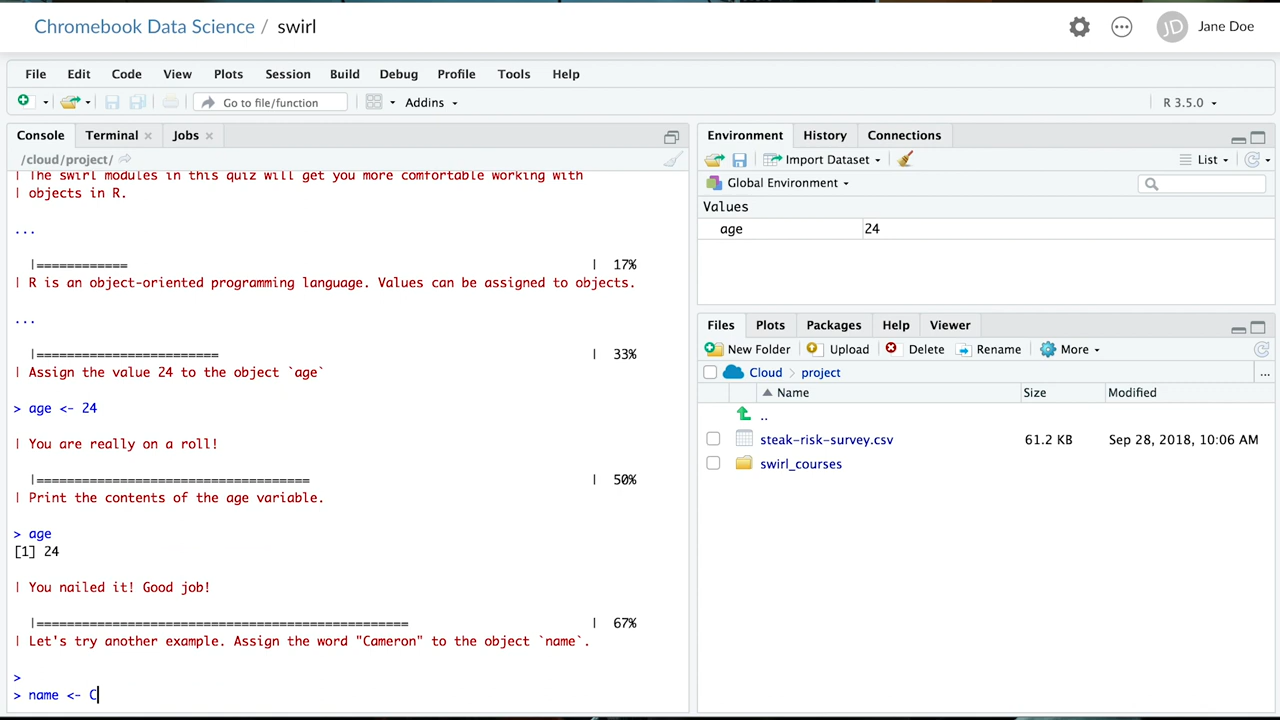 Chromebook Data Science / swirl
JD Jane Doe
File Edit Code View Plots Session Build Debug Profile Tools Help
Go to file/function Addins R 3.5.0
Console Terminal Jobs
/cloud/project/
| The swirl modules in this quiz will get you more comfortable working with
| objects in R.
...
|============ | 17%
| R is an object-oriented programming language. Values can be assigned to objects.
...
|======================== | 33%
| Assign the value 24 to the object `age`
> age <- 24
| You are really on a roll!
|==================================== | 50%
| Print the contents of the age variable.
> age
[1] 24
| You nailed it! Good job!
|================================================= | 67%
| Let's try another example. Assign the word "Cameron" to the object `name`.
>
> name <- C
Environment History Connections
Import Dataset List
Global Environment
Values
age 24
Files Plots Packages Help Viewer
New Folder Upload Delete Rename More
Cloud project ...
Name Size Modified
..
steak-risk-survey.csv 61.2 KB Sep 28, 2018, 10:06 AM
swirl_courses